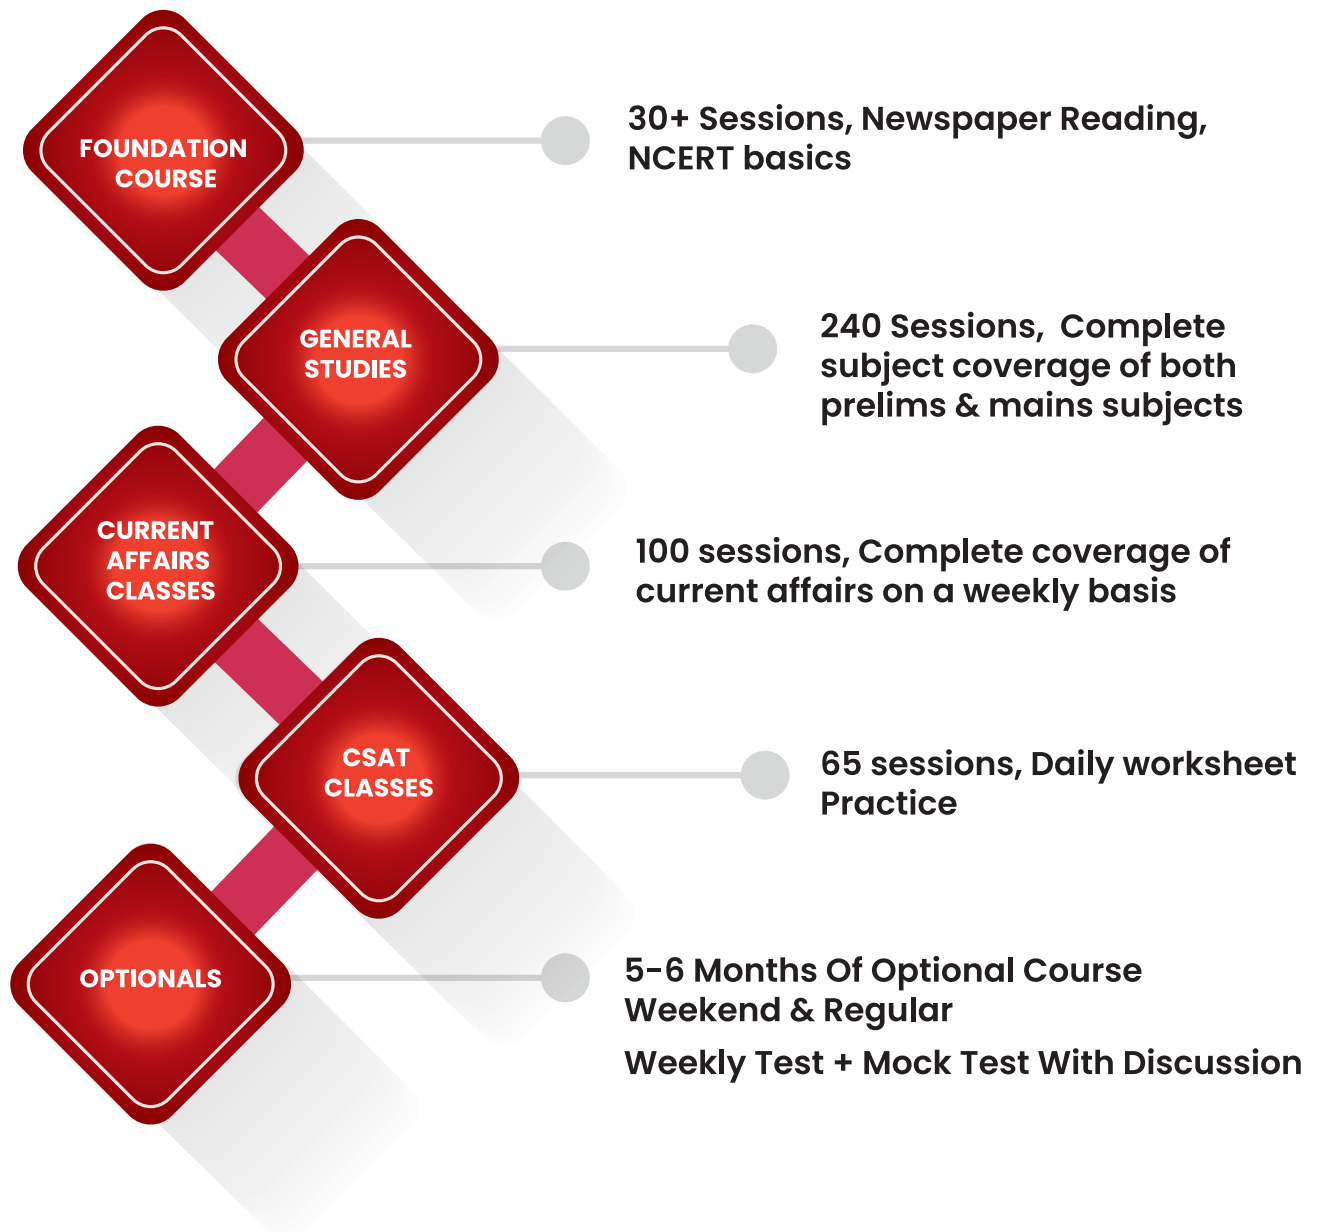 FOUNDATION
COURSE
30+ Sessions, Newspaper Reading,
NCERT basics
GENERAL
STUDIES
240 Sessions,  Complete
subject coverage of both
prelims & mains subjects
CURRENT
AFFAIRS
CLASSES
100 sessions, Complete coverage of
current affairs on a weekly basis
CSAT
CLASSES
65 sessions, Daily worksheet
Practice
OPTIONALS
5-6 Months Of Optional Course
Weekend & Regular
Weekly Test + Mock Test With Discussion